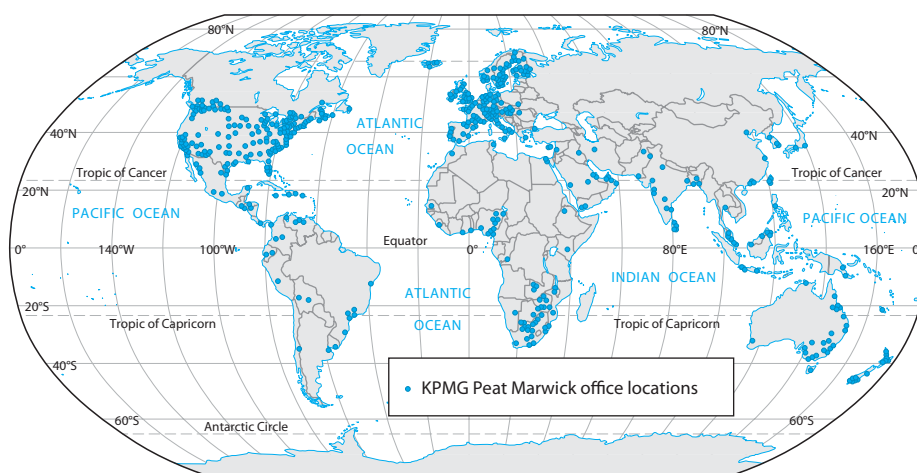 80°N
80°N
ATLANTIC
OCEAN
40°N
40°N
Tropic of Cancer
Tropic of Cancer
20°N
20°N
PACIFIC OCEAN
PACIFIC OCEAN
Equator
0°
140°W
100°W
0°
80°E
160°E
0
INDIAN OCEAN
ATLANTIC
OCEAN
20°S
20°S
Tropic of Capricorn
Tropic of Capricorn
40°S
40°S
KPMG Peat Marwick office locations
60°S
60°S
Antarctic Circle